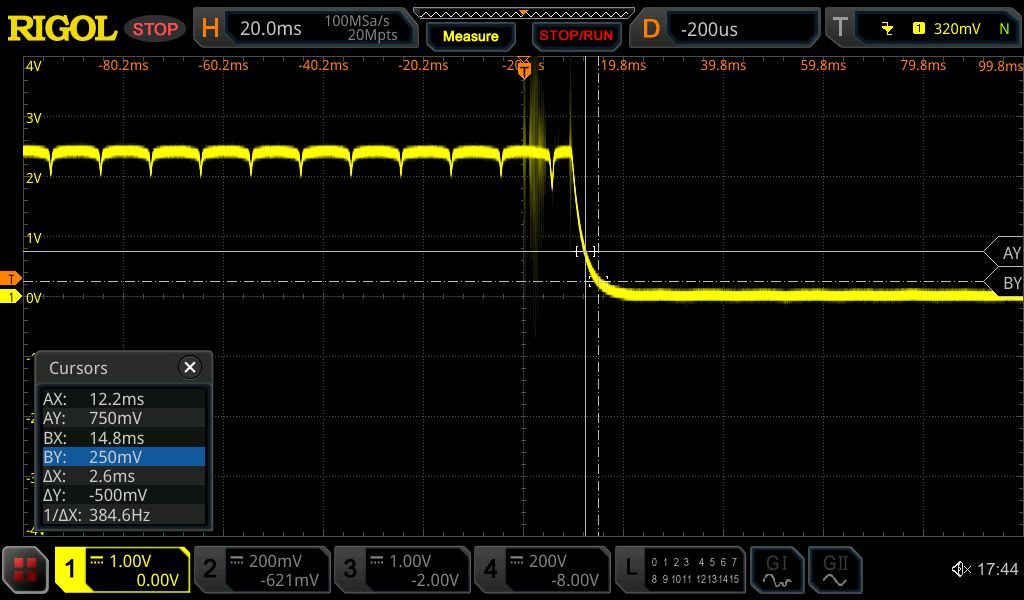 RIGOL STOP H 20.0ms 100MSa/s 20Mpts Measure STOP/RUN D -200us T 1 320mV N
4V -80.2ms -60.2ms -40.2ms -20.2ms T 19.8ms 39.8ms 59.8ms 79.8ms 99.8ms
3V
2V
1V
AY
T
BY
1 0V
Cursors
AX: 12.2ms
AY: 750mV
BX: 14.8ms
BY: 250mV
ΔX: 2.6ms
ΔY: -500mV
1/ΔX: 384.6Hz
1 1.00V 0.00V 2 200mV -621mV 3 1.00V -2.00V 4 200V -8.00V L 0 1 2 3 4 5 6 7 GI GII 17:44
8 9 10 11 12 13 14 15